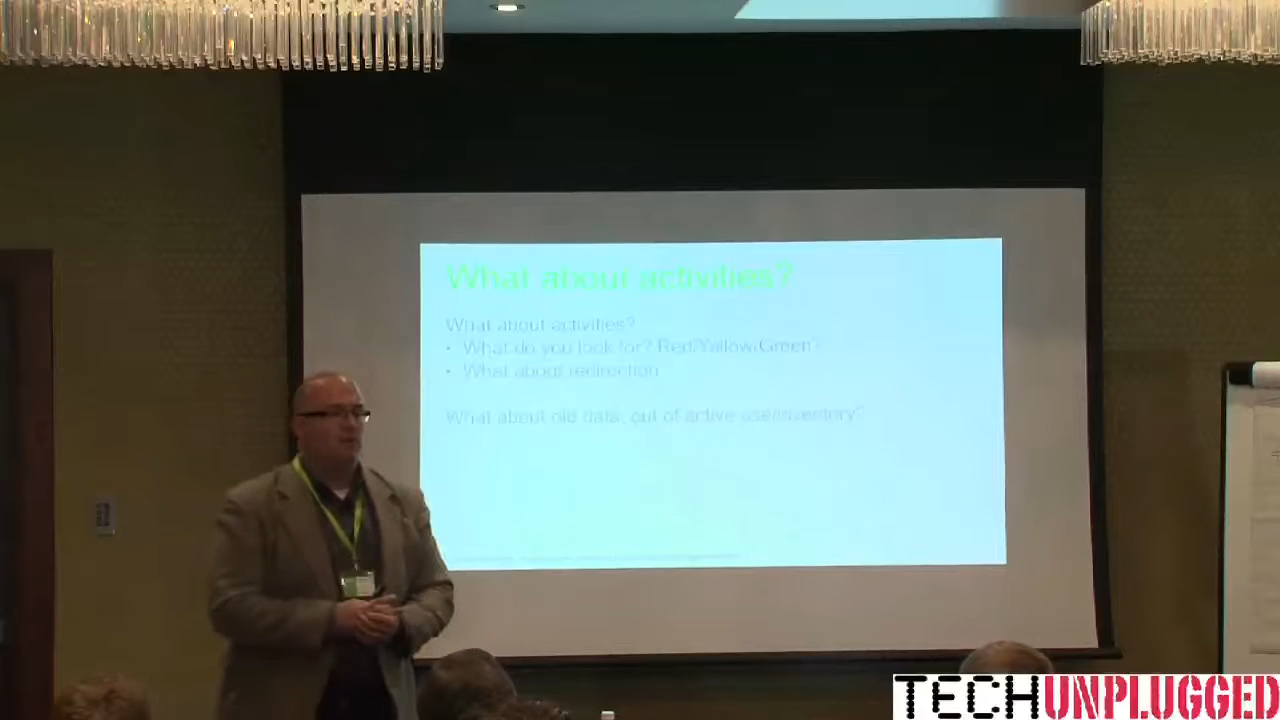 What about activities?
What about activities?
• What do you look for? Red/Yellow/Green?
• What about redirection
What about old data, out of active use/inventory?
TECHUNPLUGGED